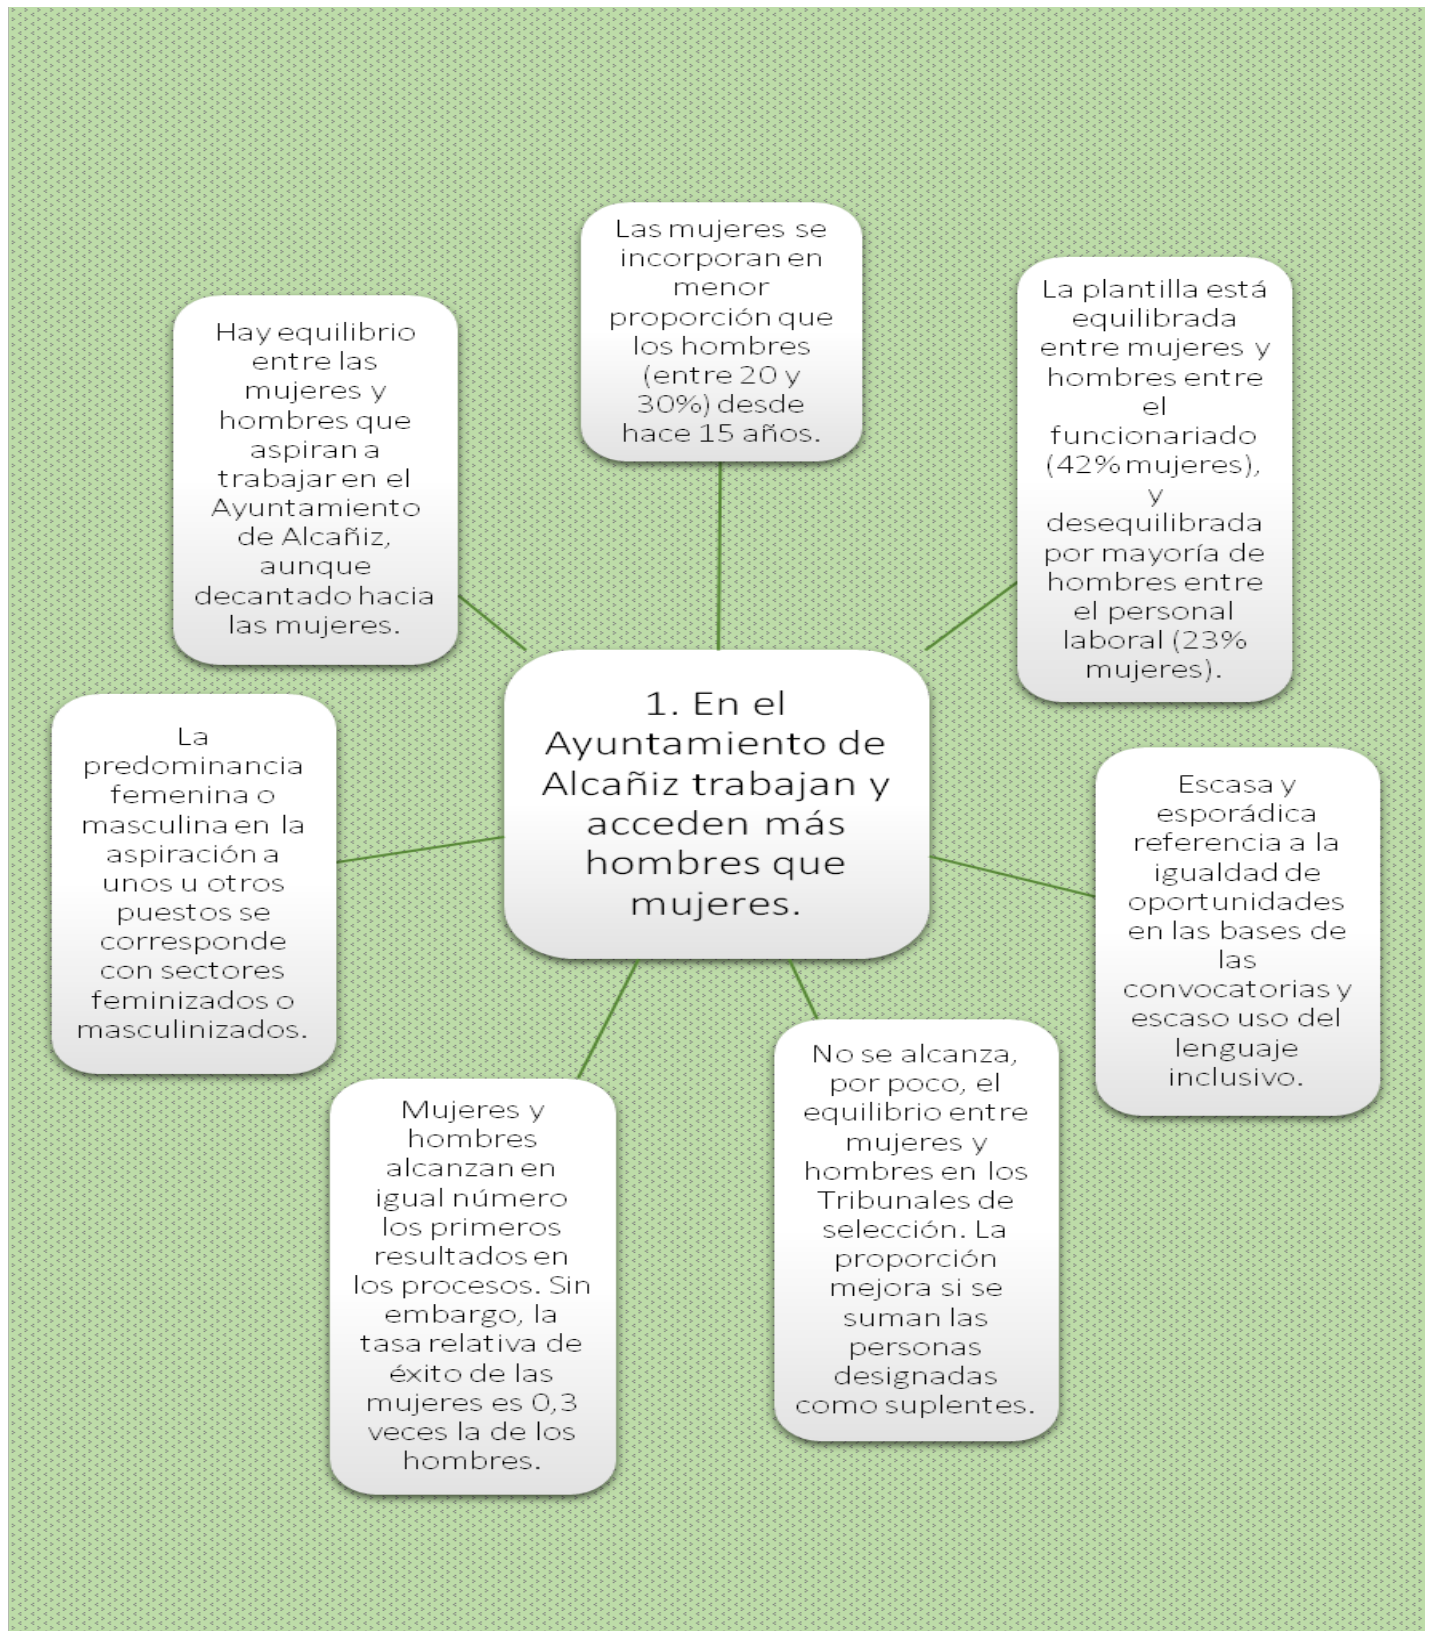 Las mujeres se
incorporan en
menor
proporción que
los hombres
(entre 20 y
30%) desde
hace 15 años.
La plantilla está
equilibrada
entre mujeres y
hombres entre
el
funcionariado
(42% mujeres),
y
desequilibrada
por mayoría de
hombres entre
el personal
laboral (23%
mujeres).
Hay equilibrio
entre las
mujeres y
hombres que
aspiran a
trabajar en el
Ayuntamiento
de Alcañiz,
aunque
decantado hacia
las mujeres.
1. En el
Ayuntamiento de
Alcañiz trabajan y
acceden más
hombres que
mujeres.
La
predominancia
femenina o
masculina en la
aspiración a
unos u otros
puestos se
corresponde
con sectores
feminizados o
masculinizados.
Escasa y
esporádica
referencia a la
igualdad de
oportunidades
en las bases de
las
convocatorias y
escaso uso del
lenguaje
inclusivo.
Mujeres y
hombres
alcanzan en
igual número
los primeros
resultados en
los procesos. Sin
embargo, la
tasa relativa de
éxito de las
mujeres es 0,3
veces la de los
hombres.
No se alcanza,
por poco, el
equilibrio entre
mujeres y
hombres en los
Tribunales de
selección. La
proporción
mejora si se
suman las
personas
designadas
como suplentes.